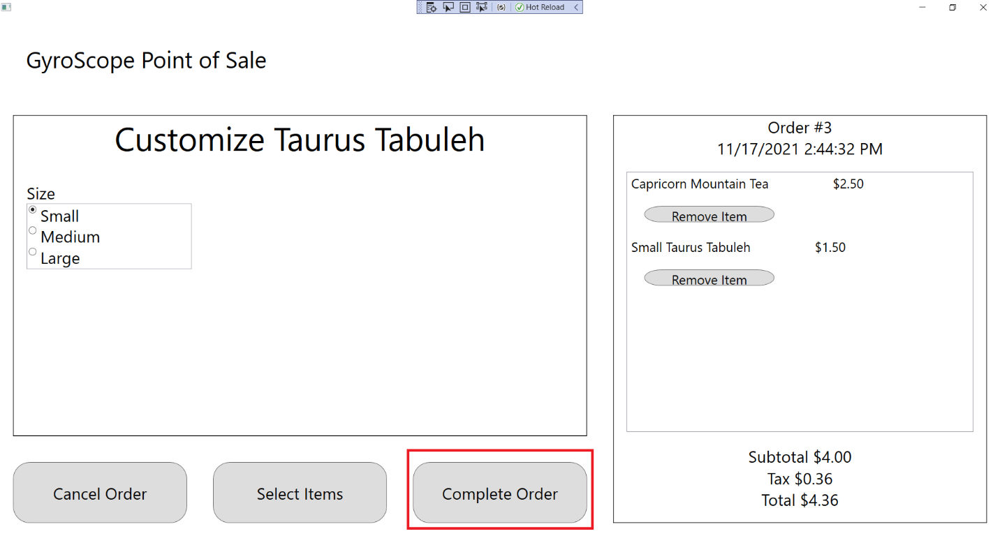 Hot Reload
GyroScope Point of Sale
Customize Taurus Tabuleh
Size
Small
Medium
Large
Cancel Order
Select Items
Complete Order
Order #3
11/17/2021 2:44:32 PM
Capricorn Mountain Tea $2.50
Remove Item
Small Taurus Tabuleh $1.50
Remove Item
Subtotal $4.00
Tax $0.36
Total $4.36